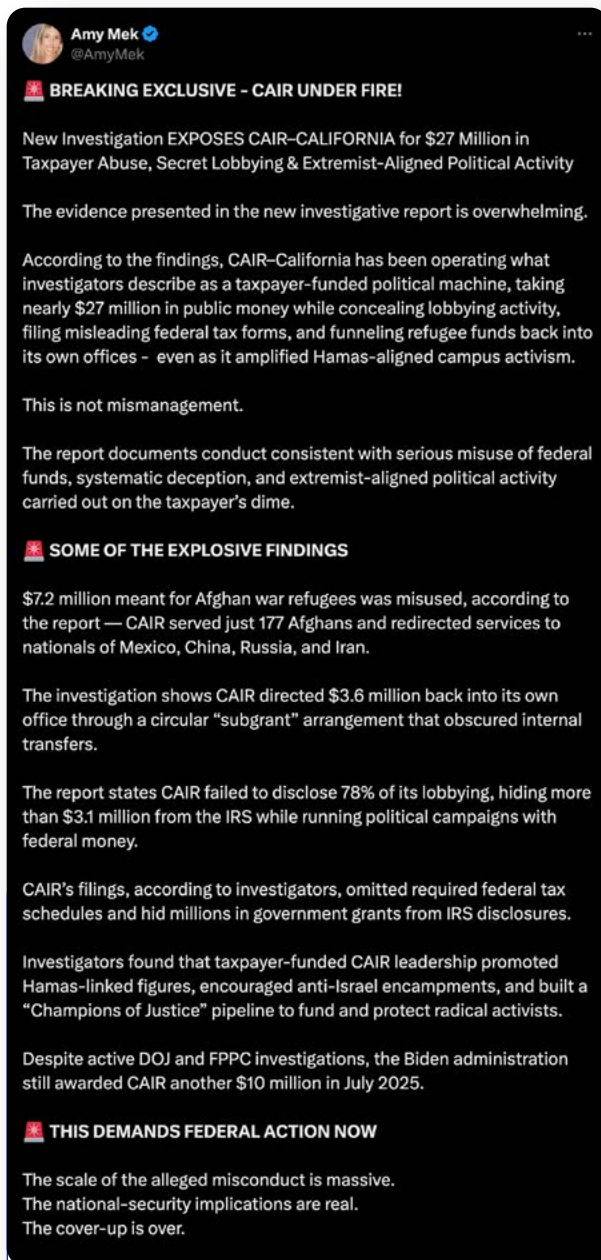 Amy Mek
@AmyMek
🚨 BREAKING EXCLUSIVE - CAIR UNDER FIRE!
New Investigation EXPOSES CAIR–CALIFORNIA for $27 Million in
Taxpayer Abuse, Secret Lobbying & Extremist-Aligned Political Activity
The evidence presented in the new investigative report is overwhelming.
According to the findings, CAIR–California has been operating what
investigators describe as a taxpayer-funded political machine, taking
nearly $27 million in public money while concealing lobbying activity,
filing misleading federal tax forms, and funneling refugee funds back into
its own offices - even as it amplified Hamas-aligned campus activism.
This is not mismanagement.
The report documents conduct consistent with serious misuse of federal
funds, systematic deception, and extremist-aligned political activity
carried out on the taxpayer's dime.
🚨 SOME OF THE EXPLOSIVE FINDINGS
$7.2 million meant for Afghan war refugees was misused, according to
the report — CAIR served just 177 Afghans and redirected services to
nationals of Mexico, China, Russia, and Iran.
The investigation shows CAIR directed $3.6 million back into its own
office through a circular “subgrant” arrangement that obscured internal
transfers.
The report states CAIR failed to disclose 78% of its lobbying, hiding more
than $3.1 million from the IRS while running political campaigns with
federal money.
CAIR's filings, according to investigators, omitted required federal tax
schedules and hid millions in government grants from IRS disclosures.
Investigators found that taxpayer-funded CAIR leadership promoted
Hamas-linked figures, encouraged anti-Israel encampments, and built a
“Champions of Justice” pipeline to fund and protect radical activists.
Despite active DOJ and FPPC investigations, the Biden administration
still awarded CAIR another $10 million in July 2025.
🚨 THIS DEMANDS FEDERAL ACTION NOW
The scale of the alleged misconduct is massive.
The national-security implications are real.
The cover-up is over.